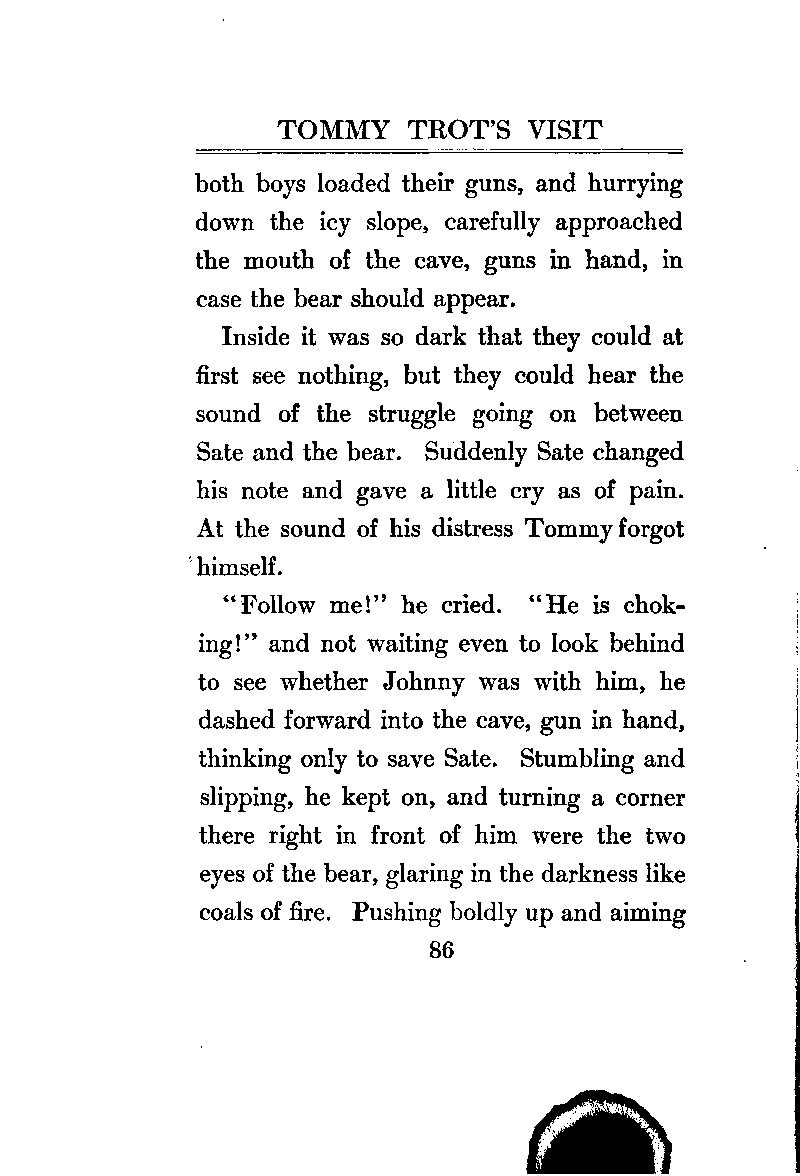 TOMMY TROT'S VISIT
both boys loaded their guns, and hurrying
down the icy slope, carefully approached
the mouth of the cave, guns in hand, in
case the bear should appear.
Inside it was so dark that they could at
first see nothing, but they could hear the
sound of the struggle going on between
Sate and the bear. Suddenly Sate changed
his note and gave a little cry as of pain.
At the sound of his distress Tommy forgot
himself.
“Follow me!” he cried. “He is chok-
ing!” and not waiting even to look behind
to see whether Johnny was with him, he
dashed forward into the cave, gun in hand,
thinking only to save Sate. Stumbling and
slipping, he kept on, and turning a corner
there right in front of him were the two
eyes of the bear, glaring in the darkness like
coals of fire. Pushing boldly up and aiming
86